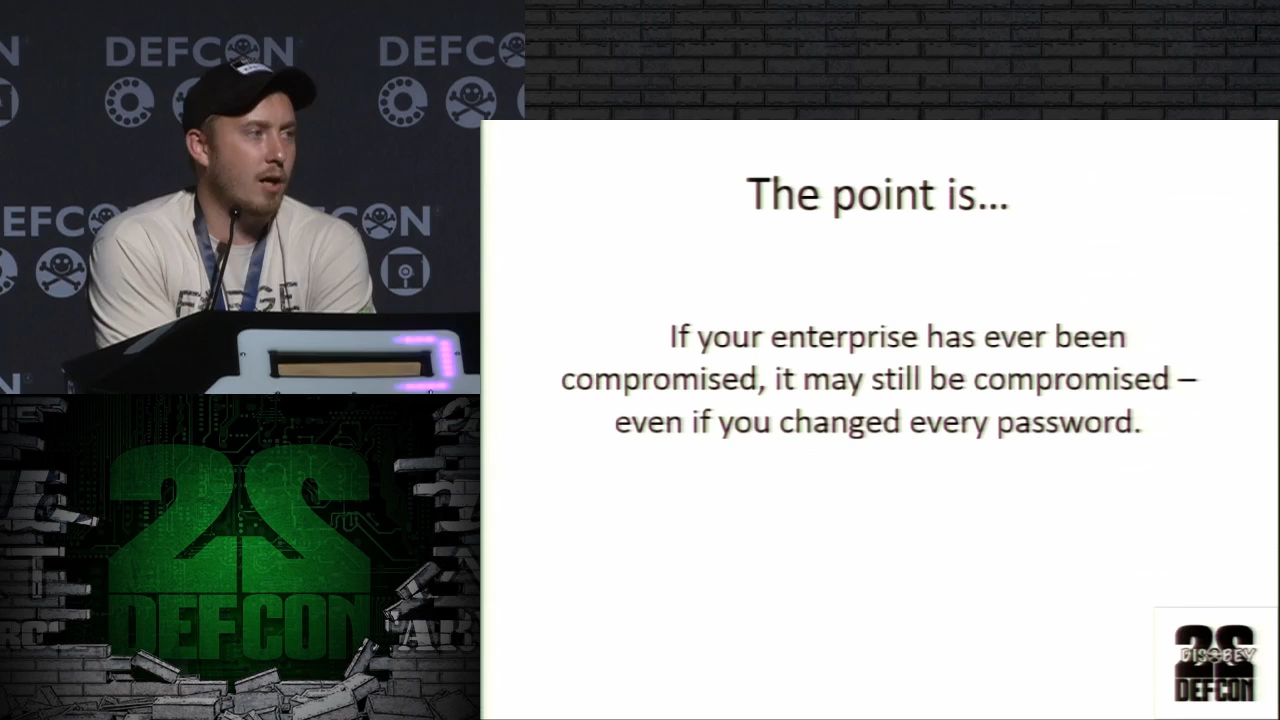 DEFCON
DEFCON
DEFCON
The point is...
If your enterprise has ever been
compromised, it may still be compromised –
even if you changed every password.
22
DEFCON
22
DISOBEY
DEFCON